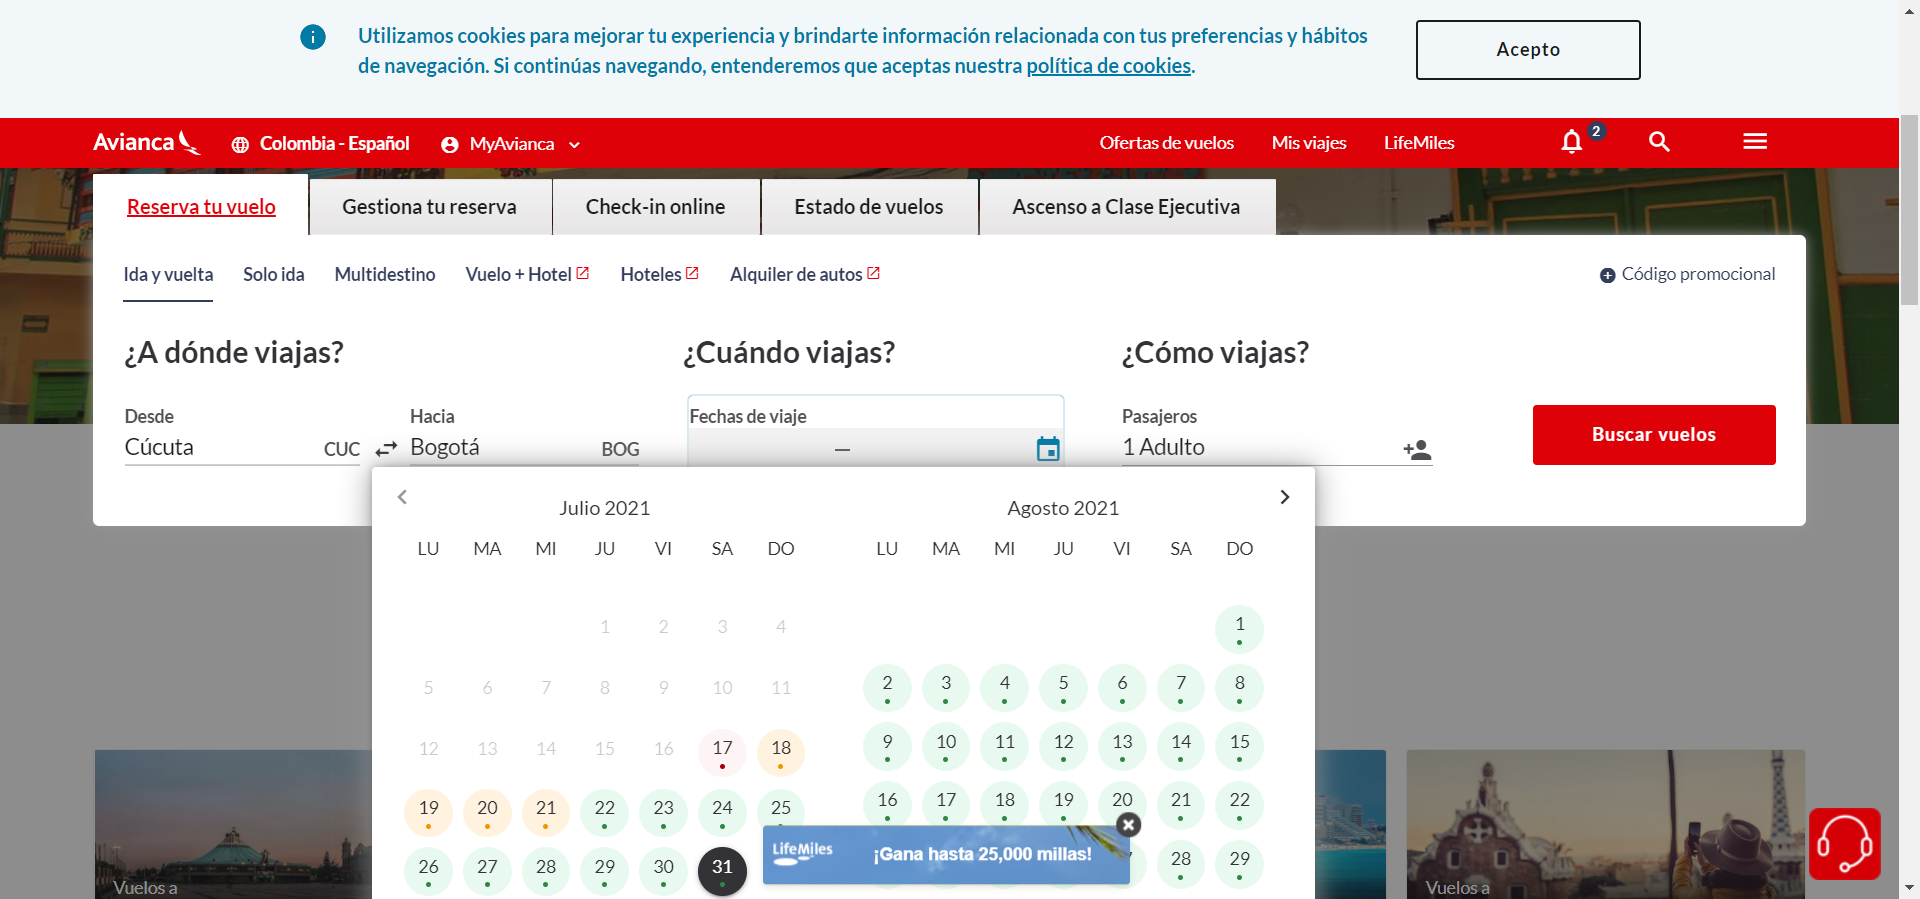 Utilizamos cookies para mejorar tu experiencia y brindarte información relacionada con tus preferencias y hábitos
de navegación. Si continúas navegando, entenderemos que aceptas nuestra política de cookies.
Acepto
Avianca
Colombia - Español
MyAvianca
Ofertas de vuelos
Mis viajes
LifeMiles
2
Reserva tu vuelo
Gestiona tu reserva
Check-in online
Estado de vuelos
Ascenso a Clase Ejecutiva
Ida y vuelta
Solo ida
Multidestino
Vuelo + Hotel
Hoteles
Alquiler de autos
Código promocional
¿A dónde viajas?
¿Cuándo viajas?
¿Cómo viajas?
Desde
Cúcuta CUC
Hacia
Bogotá BOG
Fechas de viaje
—
Pasajeros
1 Adulto
Buscar vuelos
Julio 2021
LU MA MI JU VI SA DO
1 2 3 4
5 6 7 8 9 10 11
12 13 14 15 16 17 18
19 20 21 22 23 24 25
26 27 28 29 30 31
Agosto 2021
LU MA MI JU VI SA DO
1
2 3 4 5 6 7 8
9 10 11 12 13 14 15
16 17 18 19 20 21 22
28 29
LifeMiles
¡Gana hasta 25,000 millas!
Vuelos a
Vuelos a